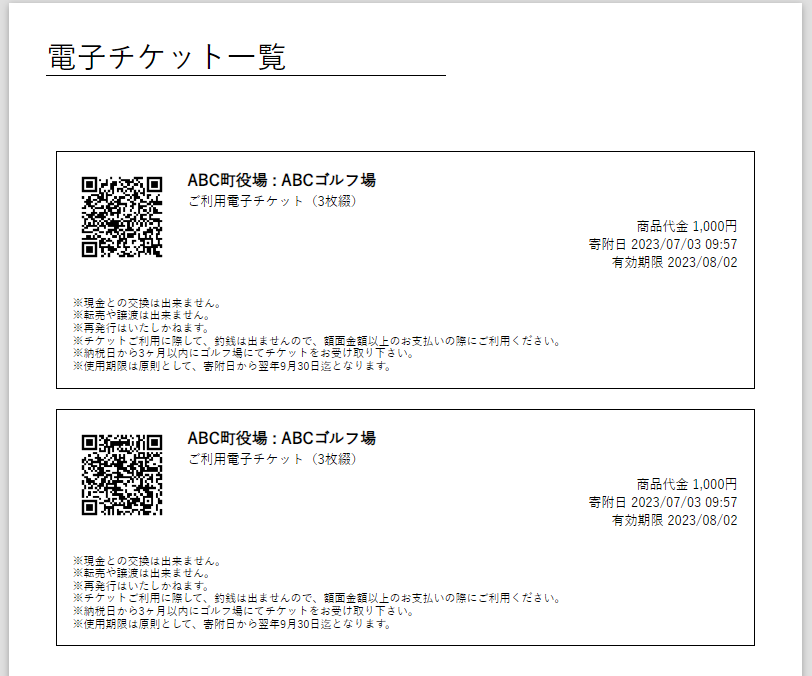 電子チケット一覧
ABC町役場 : ABCゴルフ場
ご利用電子チケット（3枚綴）
商品代金 1,000円
寄附日 2023/07/03 09:57
有効期限 2023/08/02
※現金との交換は出来ません。
※転売や譲渡は出来ません。
※再発行はいたしかねます。
※チケットご利用に際して、釣銭は出ませんので、額面金額以上のお支払いの際にご利用ください。
※納税日から3ヶ月以内にゴルフ場にてチケットをお受け取り下さい。
※使用期限は原則として、寄附日から翌年9月30日迄となります。
ABC町役場 : ABCゴルフ場
ご利用電子チケット（3枚綴）
商品代金 1,000円
寄附日 2023/07/03 09:57
有効期限 2023/08/02
※現金との交換は出来ません。
※転売や譲渡は出来ません。
※再発行はいたしかねます。
※チケットご利用に際して、釣銭は出ませんので、額面金額以上のお支払いの際にご利用ください。
※納税日から3ヶ月以内にゴルフ場にてチケットをお受け取り下さい。
※使用期限は原則として、寄附日から翌年9月30日迄となります。